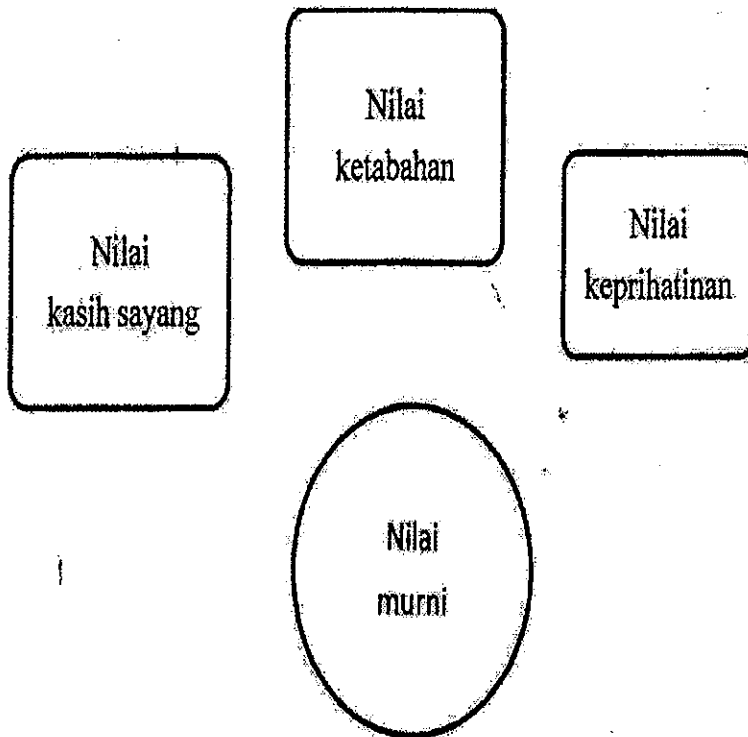 Nilai
ketabahan
Nilai
kasih sayang
Nilai
keprihatinan
Nilai
murni